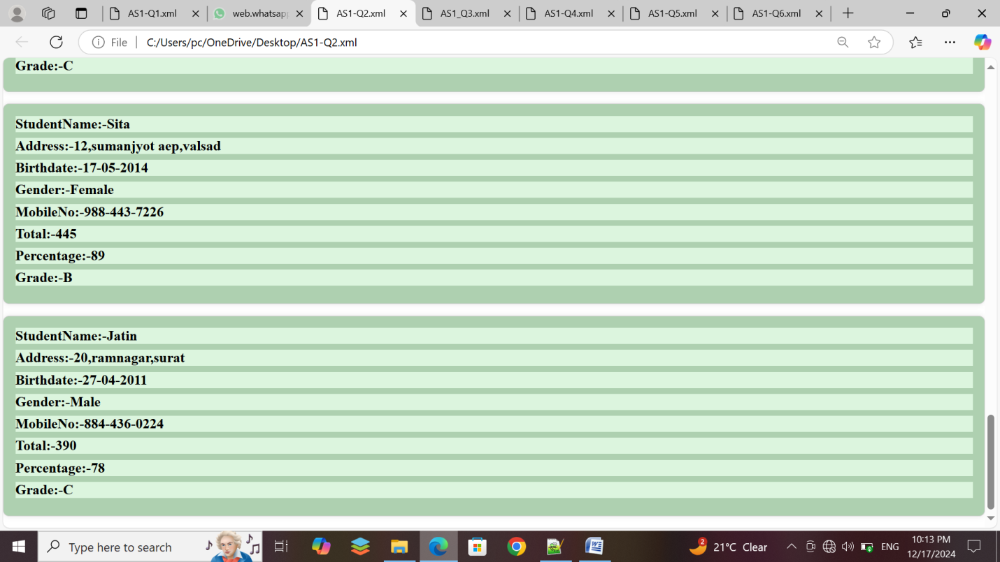 AS1-Q1.xml
web.whatsap
AS1-Q2.xml
AS1_Q3.xml
AS1-Q4.xml
AS1-Q5.xml
AS1-Q6.xml
File
C:/Users/pc/OneDrive/Desktop/AS1-Q2.xml
Grade:-C
StudentName:-Sita
Address:-12,sumanjyot aep,valsad
Birthdate:-17-05-2014
Gender:-Female
MobileNo:-988-443-7226
Total:-445
Percentage:-89
Grade:-B
StudentName:-Jatin
Address:-20,ramnagar,surat
Birthdate:-27-04-2011
Gender:-Male
MobileNo:-884-436-0224
Total:-390
Percentage:-78
Grade:-C
Type here to search
2
21°C Clear
ENG
10:13 PM
12/17/2024